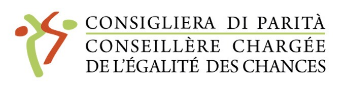 CONSIGLIERA DI PARITÀ
CONSEILLÈRE CHARGÉE
DE L'ÉGALITÉ DES CHANCES